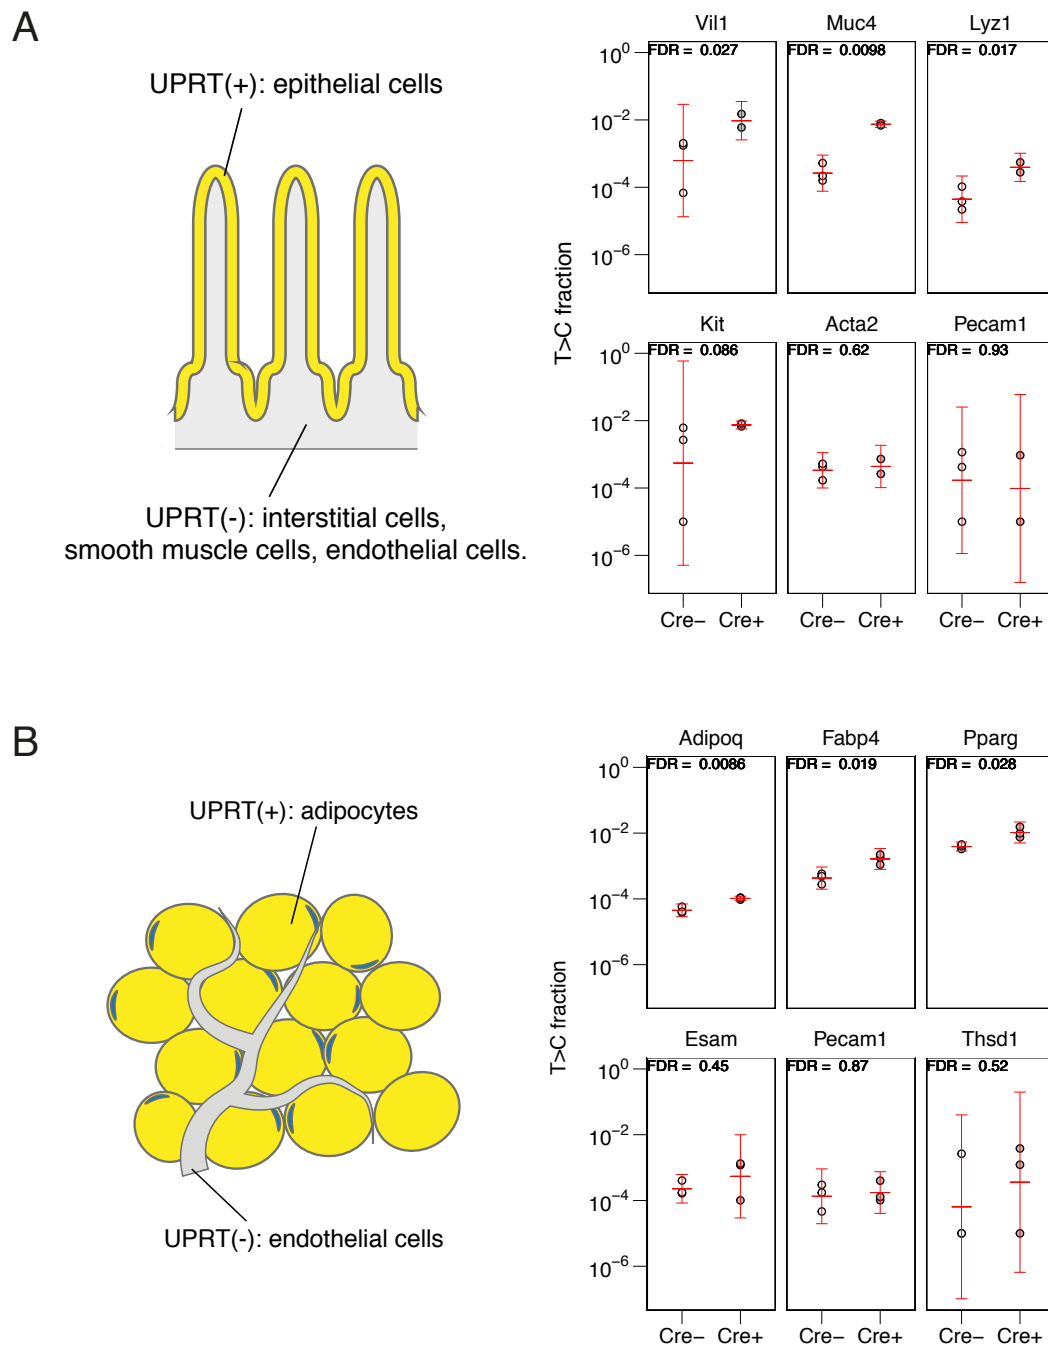 A
UPRT(+): epithelial cells
UPRT(-): interstitial cells,
smooth muscle cells, endothelial cells.
T>C fraction
Vil1 Muc4 Lyz1
FDR = 0.027 FDR = 0.0098 FDR = 0.017
10^0
10^-2
10^-4
10^-6
Kit Acta2 Pecam1
FDR = 0.086 FDR = 0.62 FDR = 0.93
10^0
10^-2
10^-4
10^-6
Cre− Cre+ Cre− Cre+ Cre− Cre+
B
UPRT(+): adipocytes
UPRT(-): endothelial cells
T>C fraction
Adipoq Fabp4 Pparg
FDR = 0.0086 FDR = 0.019 FDR = 0.028
10^0
10^-2
10^-4
10^-6
Esam Pecam1 Thsd1
FDR = 0.45 FDR = 0.87 FDR = 0.52
10^0
10^-2
10^-4
10^-6
Cre− Cre+ Cre− Cre+ Cre− Cre+